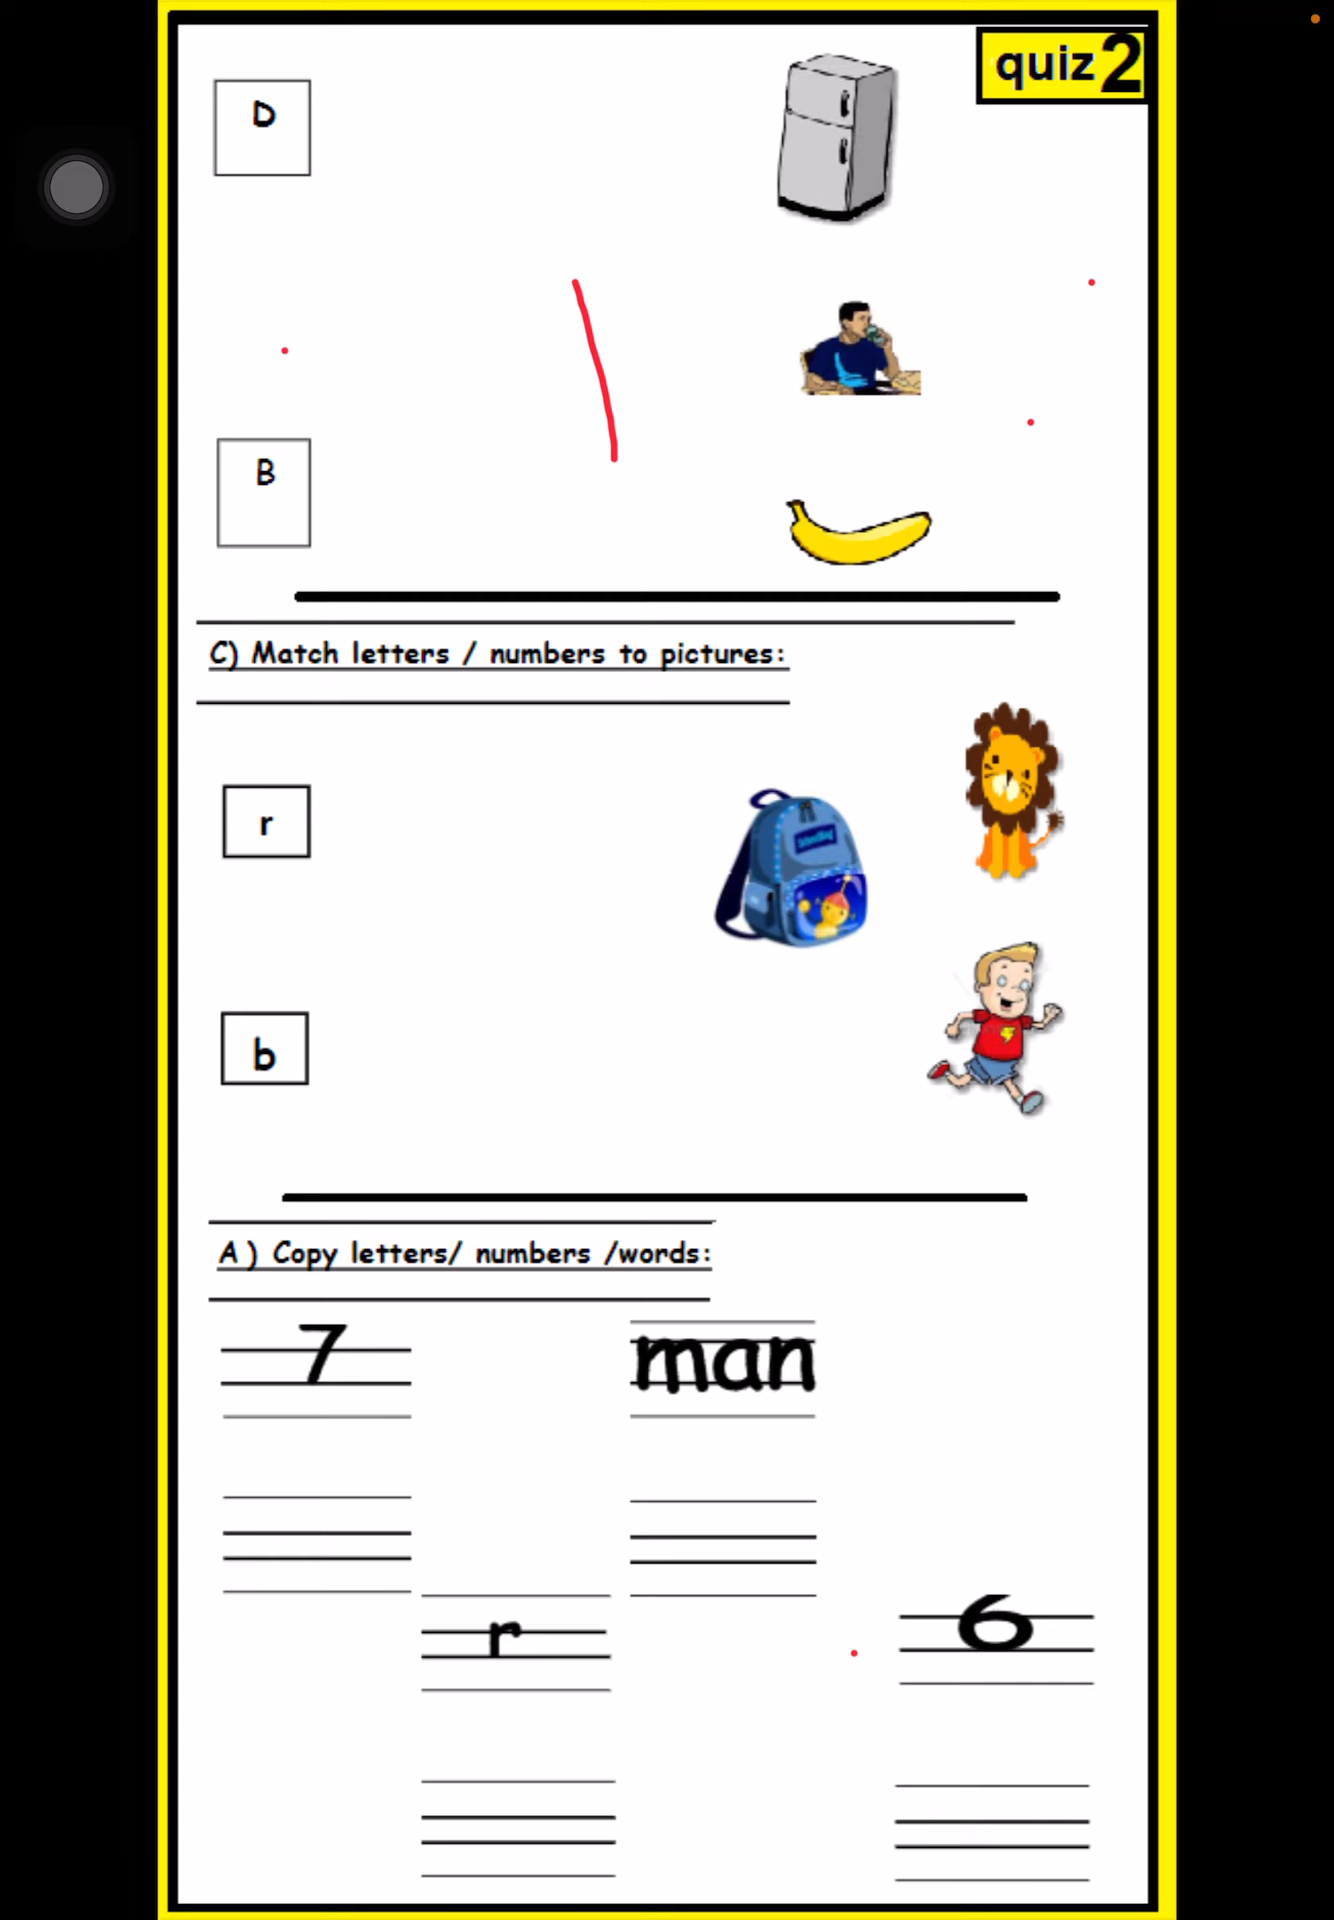 quiz 2
D
B
C) Match letters / numbers to pictures:
r
b
A ) Copy letters/ numbers /words:
7 man
r 6